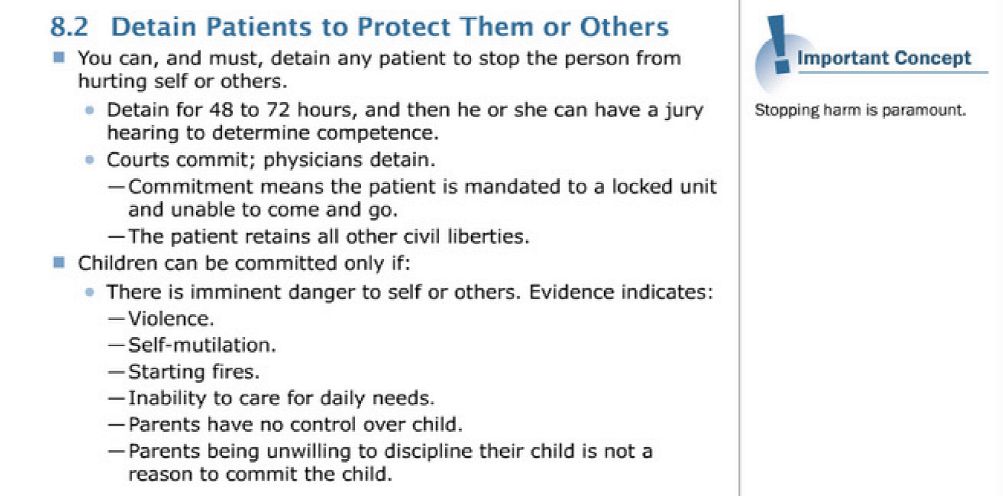 8.2 Detain Patients to Protect Them or Others
You can, and must, detain any patient to stop the person from
hurting self or others.
Detain for 48 to 72 hours, and then he or she can have a jury
hearing to determine competence.
Courts commit; physicians detain.
—Commitment means the patient is mandated to a locked unit
and unable to come and go.
—The patient retains all other civil liberties.
Children can be committed only if:
There is imminent danger to self or others. Evidence indicates:
—Violence.
—Self-mutilation.
—Starting fires.
—Inability to care for daily needs.
—Parents have no control over child.
—Parents being unwilling to discipline their child is not a
reason to commit the child.
! Important Concept
Stopping harm is paramount.